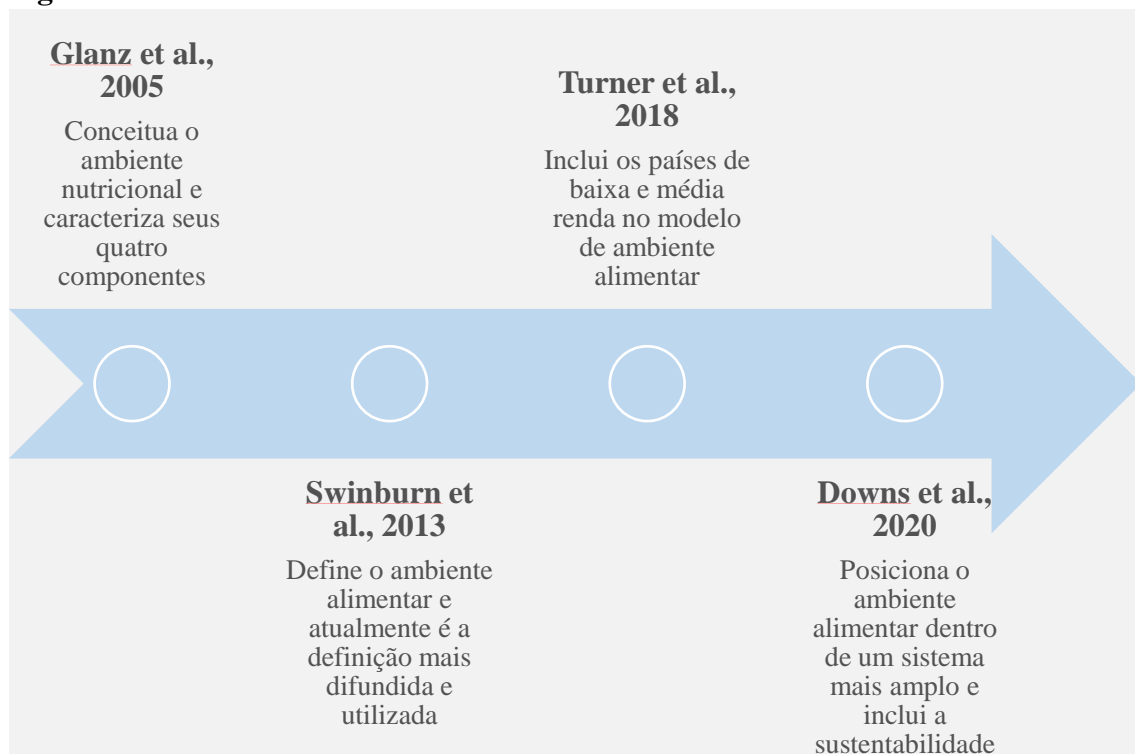 Glanz et al.,
2005
Conceitua o
ambiente
nutricional e
caracteriza seus
quatro
componentes
Turner et al.,
2018
Inclui os países de
baixa e média
renda no modelo
de ambiente
alimentar
Swinburn et
al., 2013
Define o ambiente
alimentar e
atualmente é a
definição mais
difundida e
utilizada
Downs et al.,
2020
Posiciona o
ambiente
alimentar dentro
de um sistema
mais amplo e
inclui a
sustentabilidade